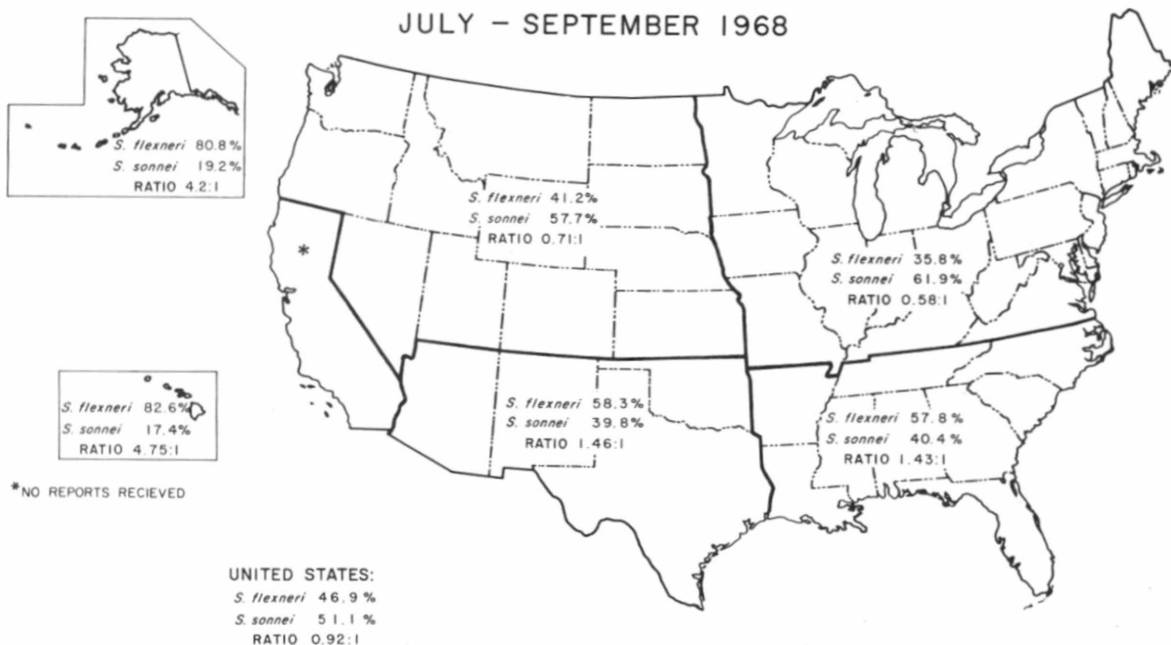 JULY – SEPTEMBER 1968
S. flexneri 80.8%
S. sonnei 19.2%
RATIO 4.2:1
S. flexneri 41.2%
S. sonnei 57.7%
RATIO 0.71:1
*
S. flexneri 35.8%
S. sonnei 61.9%
RATIO 0.58:1
S. flexneri 82.6%
S. sonnei 17.4%
RATIO 4.75:1
S. flexneri 58.3%
S. sonnei 39.8%
RATIO 1.46:1
S. flexneri 57.8%
S. sonnei 40.4%
RATIO 1.43:1
*NO REPORTS RECIEVED
UNITED STATES:
S. flexneri 46.9%
S. sonnei 51.1%
RATIO 0.92:1